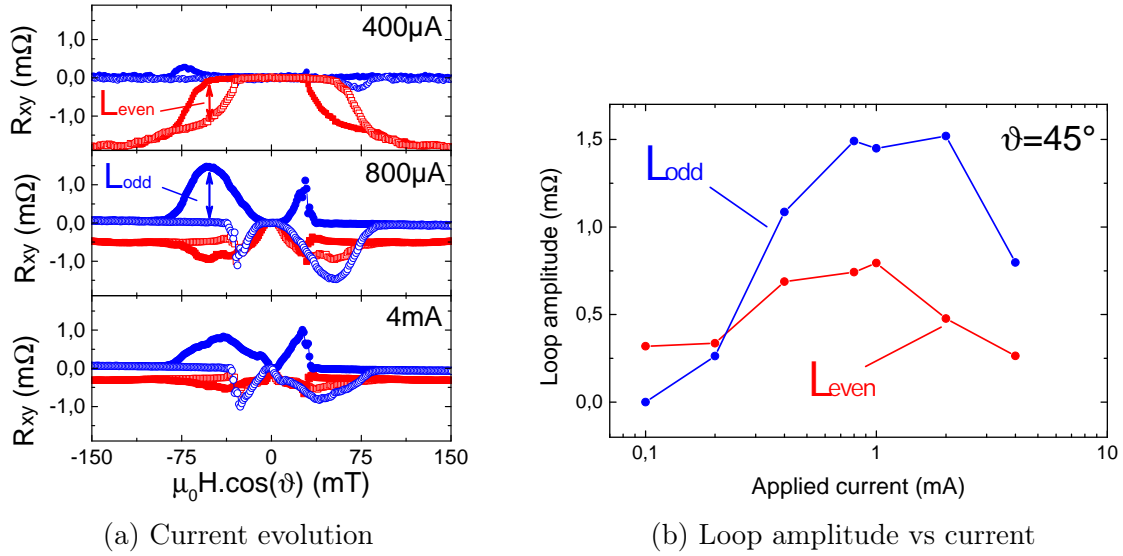 400μA
1,0
0,0
-1,0
Rxy (mΩ)
Leven
800μA
1,0
0,0
-1,0
Rxy (mΩ)
Lodd
4mA
1,0
0,0
-1,0
Rxy (mΩ)
-150 -75 0 75 150
μ0H.cos(ϑ) (mT)
(a) Current evolution
ϑ=45°
1,5
1,0
0,5
0,0
Loop amplitude (mΩ)
Lodd
Leven
0,1 1 10
Applied current (mA)
(b) Loop amplitude vs current